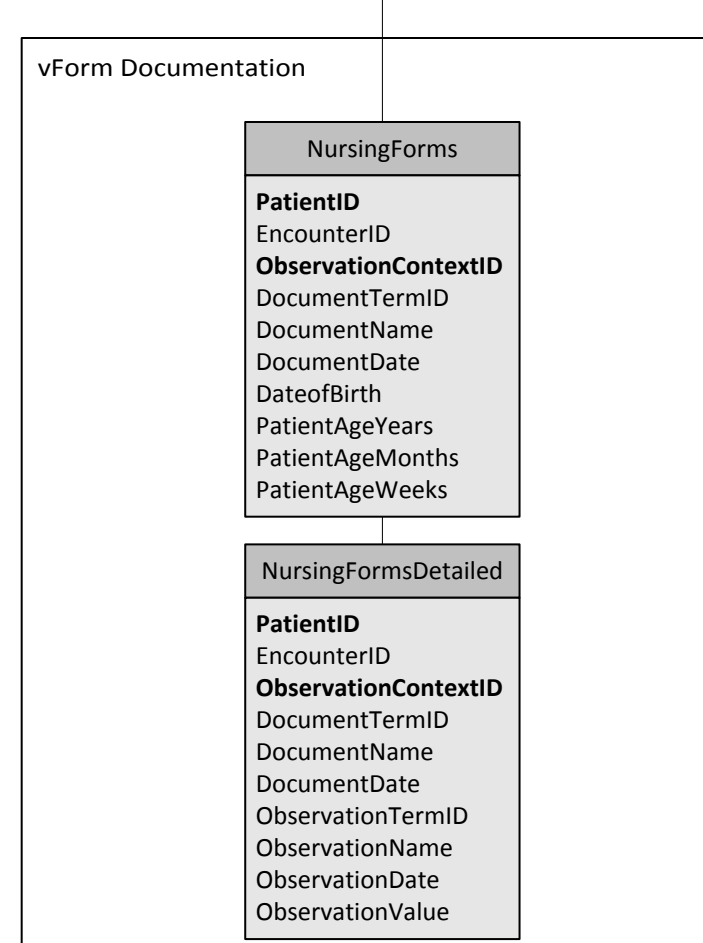 vForm Documentation
NursingForms
PatientID
EncounterID
ObservationContextID
DocumentTermID
DocumentName
DocumentDate
DateofBirth
PatientAgeYears
PatientAgeMonths
PatientAgeWeeks
NursingFormsDetailed
PatientID
EncounterID
ObservationContextID
DocumentTermID
DocumentName
DocumentDate
ObservationTermID
ObservationName
ObservationDate
ObservationValue